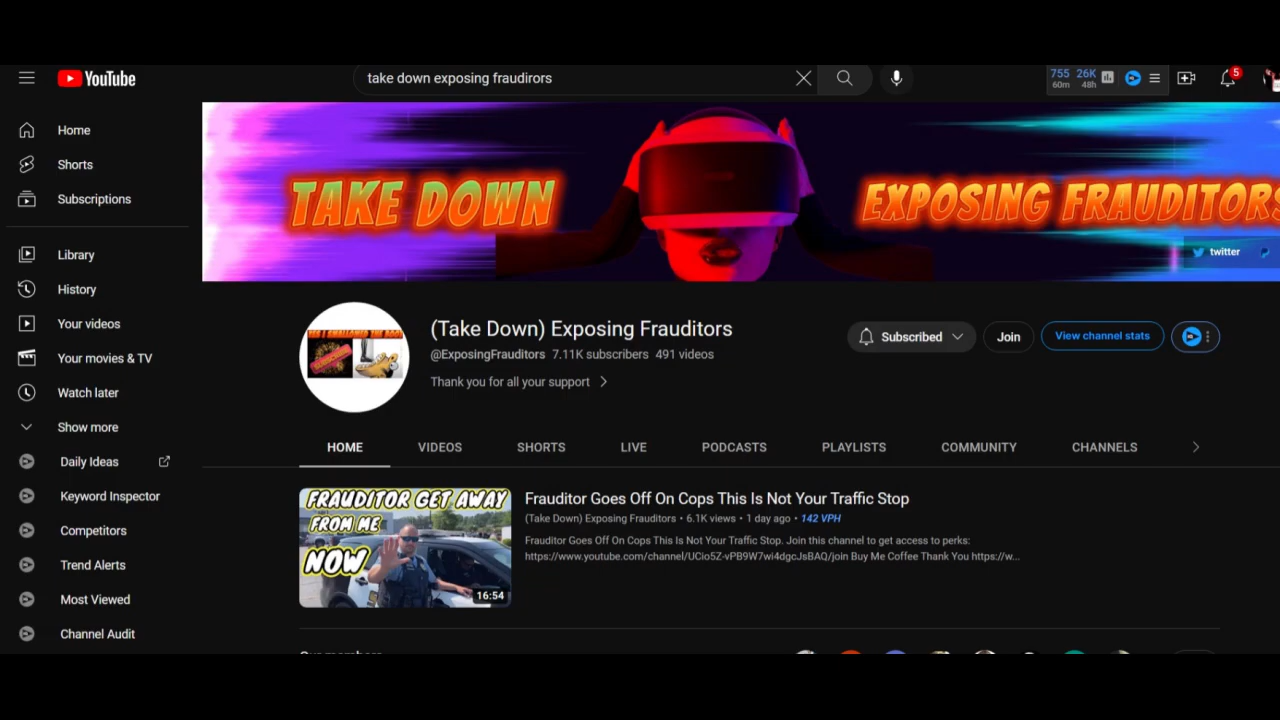 YouTube
take down exposing fraudirors
755 26K
60m 48h
5
Home
Shorts
Subscriptions
Library
History
Your videos
Your movies & TV
Watch later
Show more
Daily Ideas
Keyword Inspector
Competitors
Trend Alerts
Most Viewed
Channel Audit
TAKE DOWN
EXPOSING FRAUDITORS
twitter
(Take Down) Exposing Frauditors
@ExposingFrauditors 7.11K subscribers 491 videos
Thank you for all your support
Subscribed
Join
View channel stats
HOME VIDEOS SHORTS LIVE PODCASTS PLAYLISTS COMMUNITY CHANNELS
FRAUDITOR GET AWAY
FROM ME
NOW
16:54
Frauditor Goes Off On Cops This Is Not Your Traffic Stop
(Take Down) Exposing Frauditors • 6.1K views • 1 day ago • 142 VPH
Frauditor Goes Off On Cops This Is Not Your Traffic Stop. Join this channel to get access to perks:
https://www.youtube.com/channel/UCio5Z-vPB9W7wi4dgcJsBAQ/join Buy Me Coffee Thank You https://w...